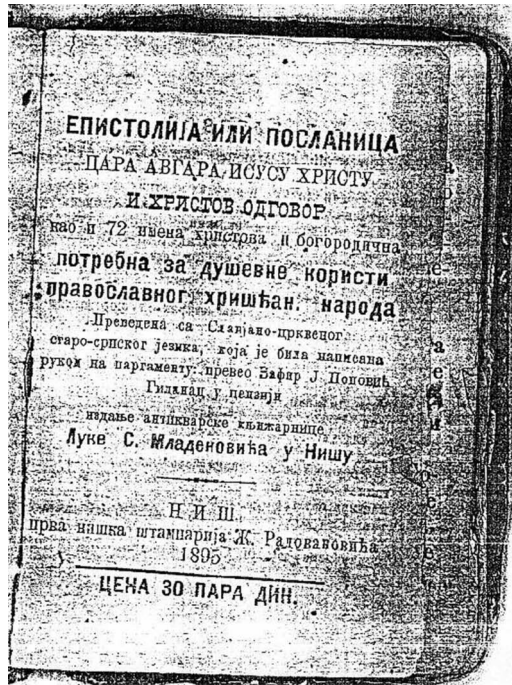 ЕПИСТОЛИЈА ИЛИ ПОСЛАНИЦА
ЦАРА АВГАРА ИСУСУ ХРИСТУ
И ХРИСТОВ ОДГОВОР
као и 72 имена христова и богородична
потребна за душевне користи
православног хришћан. народа
Преведена са Славјано-црквеног
старо-српског језика, која је била написана
руком на паргаменту. превео Зафир Ј. Поповић
у пензији
издање антикварске књижарнице
Луке С. Младеновића у Нишу
НИШ.
прва нишка штампарија Ж. Радовановића
1895
ЦЕНА 30 ПАРА ДИН.